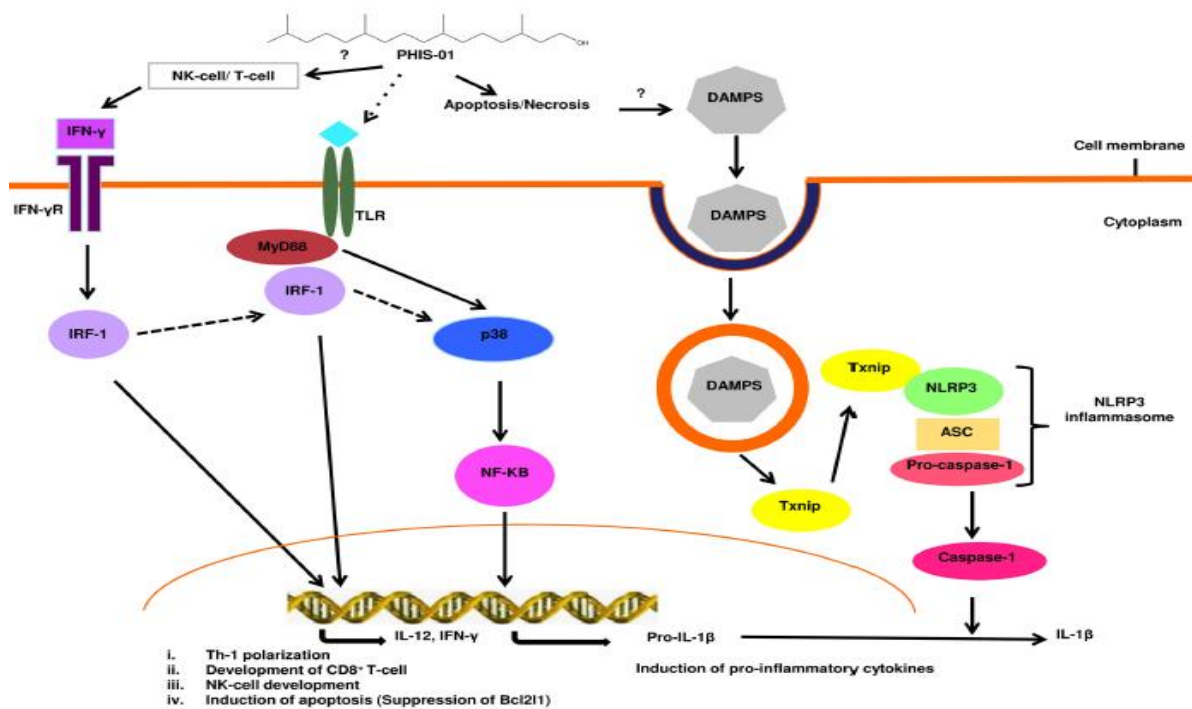 OH
PHIS-01
?
NK-cell/ T-cell
Apoptosis/Necrosis
?
DAMPS
IFN-γ
Cell membrane
IFN-γR
TLR
DAMPS
Cytoplasm
MyD88
IRF-1
IRF-1
p38
DAMPS
Txnip
NLRP3
NLRP3
inflammasome
ASC
Pro-caspase-1
NF-KB
Txnip
Caspase-1
IL-12, IFN-γ
Pro-IL-1β
IL-1β
i. Th-1 polarization
ii. Development of CD8⁺ T-cell
iii. NK-cell development
iv. Induction of apoptosis (Suppression of Bcl2l1)
Induction of pro-inflammatory cytokines